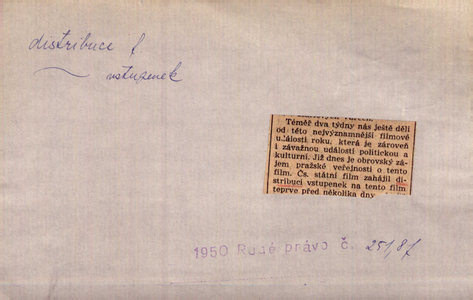 distribuce f
vstupenek
Téměř dva týdny nás ještě dělí
od této nejvýznamnější filmové
události roku, která je zároveň
i závažnou událostí politickou a
kulturní. Již dnes je obrovský zá-
jem pražské veřejnosti o tento
film. Čs. státní film zahájil di-
stribuci vstupenek na tento film
teprve před několika dny
1950 Rudé právo č. 251,8f